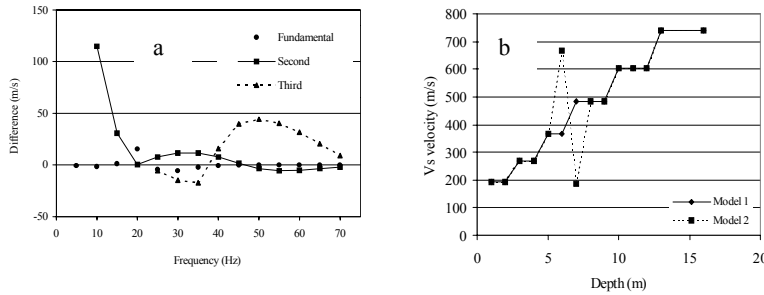 a
Difference (m/s)
150
100
50
0
-50
10
20
30
40
50
60
70
Frequency (Hz)
Fundamental
Second
Third
b
Vs velocity (m/s)
800
700
600
500
400
300
200
100
0
0
5
10
15
20
Depth (m)
Model 1
Model 2